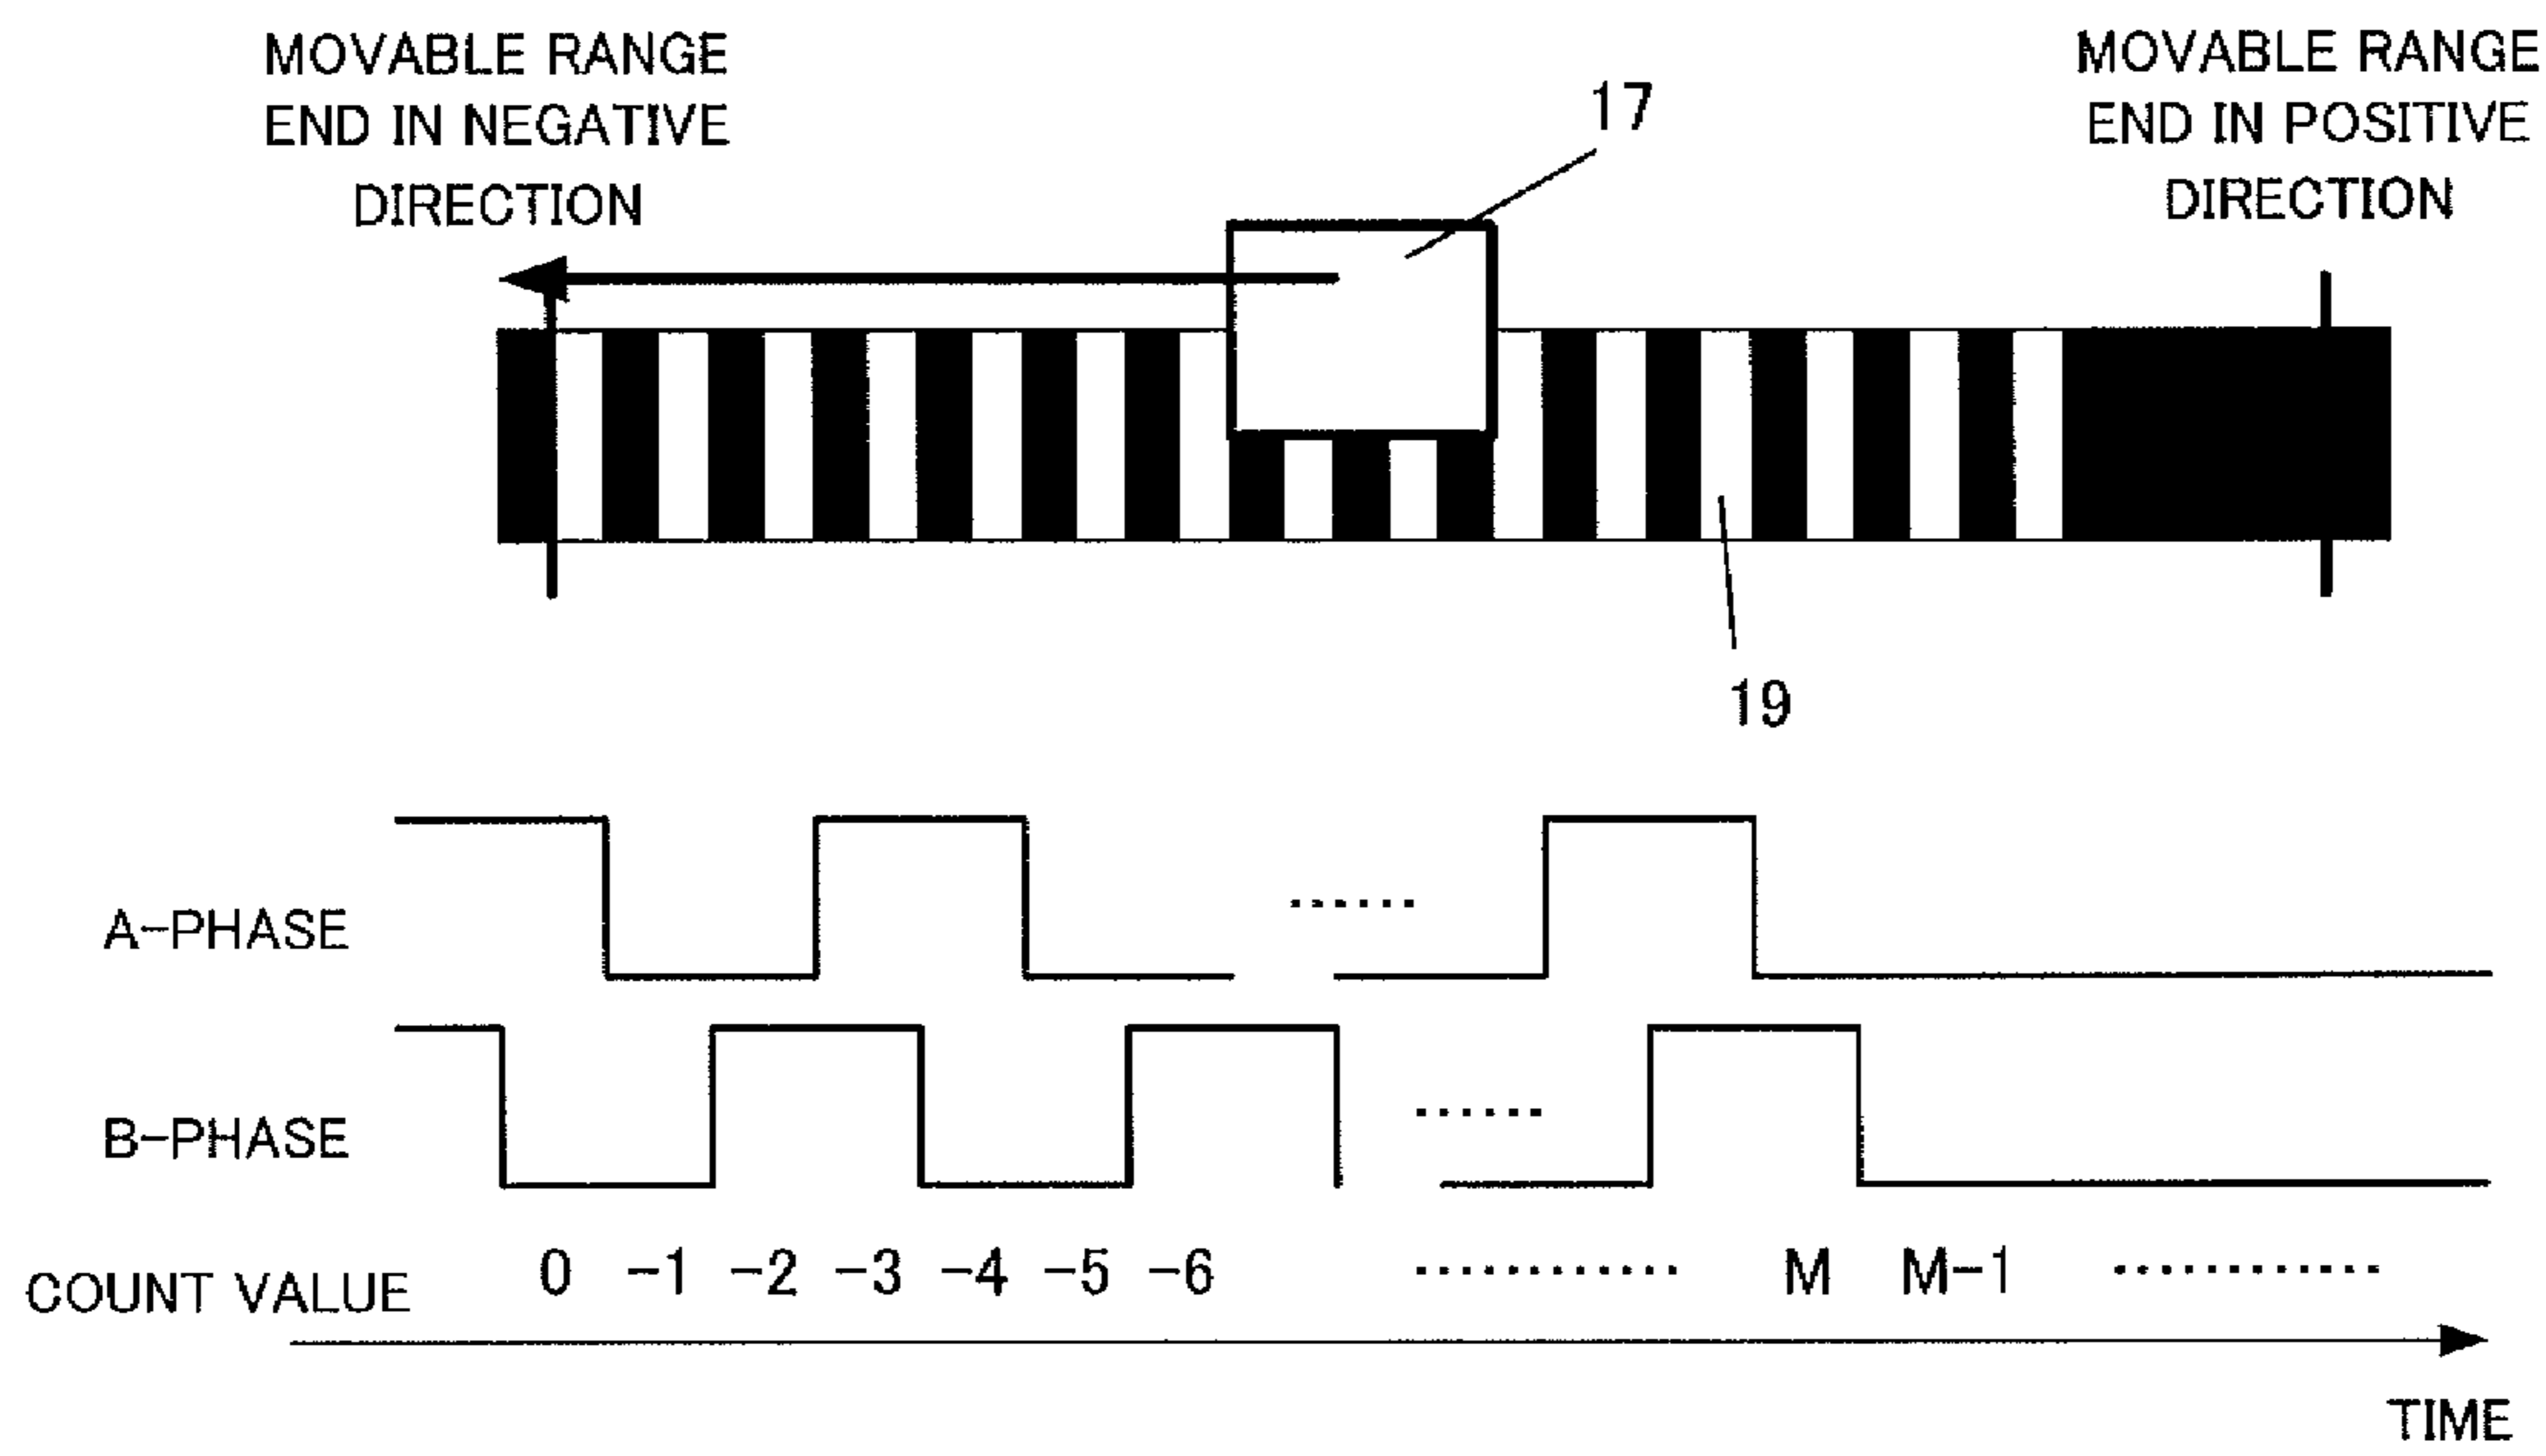 MOVABLE RANGE
END IN NEGATIVE
DIRECTION
MOVABLE RANGE
END IN POSITIVE
DIRECTION
17
19
A-PHASE
B-PHASE
COUNT VALUE 0 -1 -2 -3 -4 -5 -6 M M-1
TIME